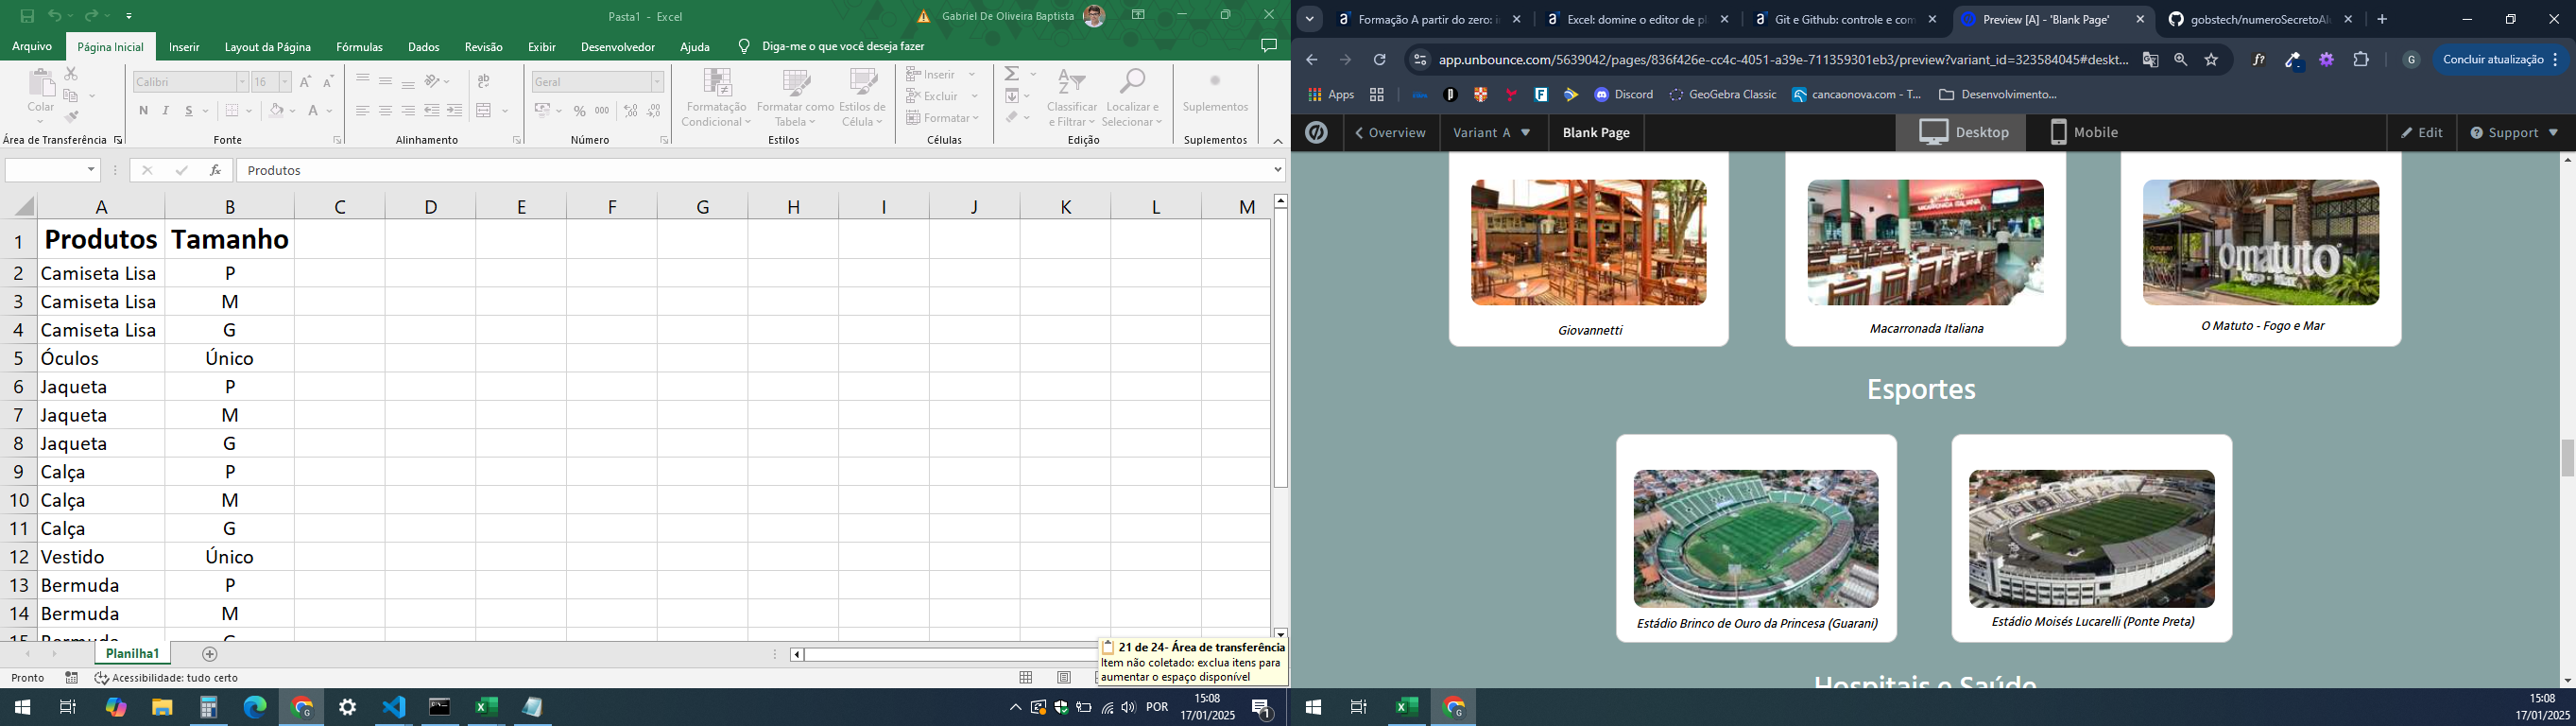 Pasta1 - Excel
Gabriel De Oliveira Baptista
Arquivo
Página Inicial
Inserir
Layout da Página
Fórmulas
Dados
Revisão
Exibir
Desenvolvedor
Ajuda
Diga-me o que você deseja fazer
Colar
Calibri
16
N I S
Geral
Formatação Condicional
Formatar como Tabela
Estilos de Célula
Inserir
Excluir
Formatar
Classificar e Filtrar
Localizar e Selecionar
Suplementos
Área de Transferência
Fonte
Alinhamento
Número
Estilos
Células
Edição
Suplementos
fx Produtos
A B C D E F G H I J K L M
1 Produtos Tamanho
2 Camiseta Lisa P
3 Camiseta Lisa M
4 Camiseta Lisa G
5 Óculos Único
6 Jaqueta P
7 Jaqueta M
8 Jaqueta G
9 Calça P
10 Calça M
11 Calça G
12 Vestido Único
13 Bermuda P
14 Bermuda M
15 Bermuda G
Planilha1
21 de 24- Área de transferência
Item não coletado: exclua itens para
aumentar o espaço disponível
Pronto
Acessibilidade: tudo certo
POR
15:08
17/01/2025
1
Formação A partir do zero: i
Excel: domine o editor de pl
Git e Github: controle e com
Preview [A] - 'Blank Page'
gobstech/numeroSecretoAl
app.unbounce.com/5639042/pages/836f426e-cc4c-4051-a39e-711359301eb3/preview?variant_id=323584045#deskt...
f?
G
Concluir atualização
Apps
Discord
GeoGebra Classic
cancaonova.com - T...
Desenvolvimento...
Overview
Variant A
Blank Page
Desktop
Mobile
Edit
Support
MACARRONADA ITALIANA
Omatuto
Giovannetti
Macarronada Italiana
O Matuto - Fogo e Mar
Esportes
Estádio Brinco de Ouro da Princesa (Guarani)
Estádio Moisés Lucarelli (Ponte Preta)
Hospitais e Saúde
15:08
17/01/2025